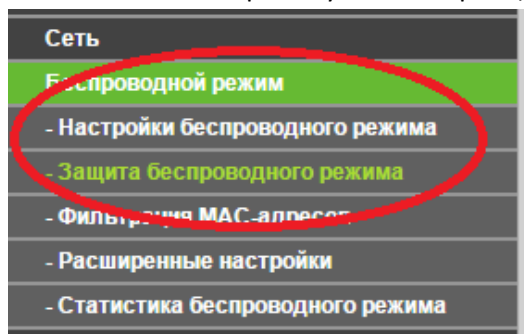 Сеть
Беспроводной режим
- Настройки беспроводного режима
- Защита беспроводного режима
- Фильтрация MAC-адресов
- Расширенные настройки
- Статистика беспроводного режима